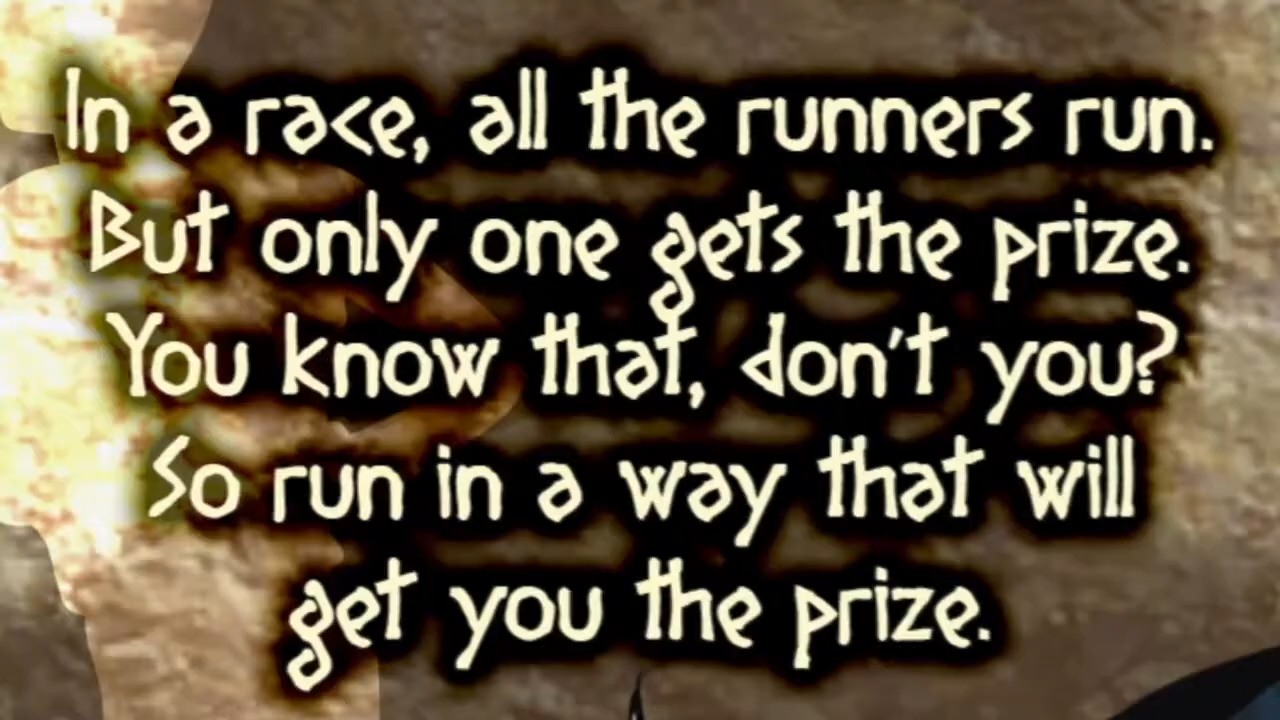 In a race, all the runners run.
But only one gets the prize.
You know that, don't you?
So run in a way that will
get you the prize.